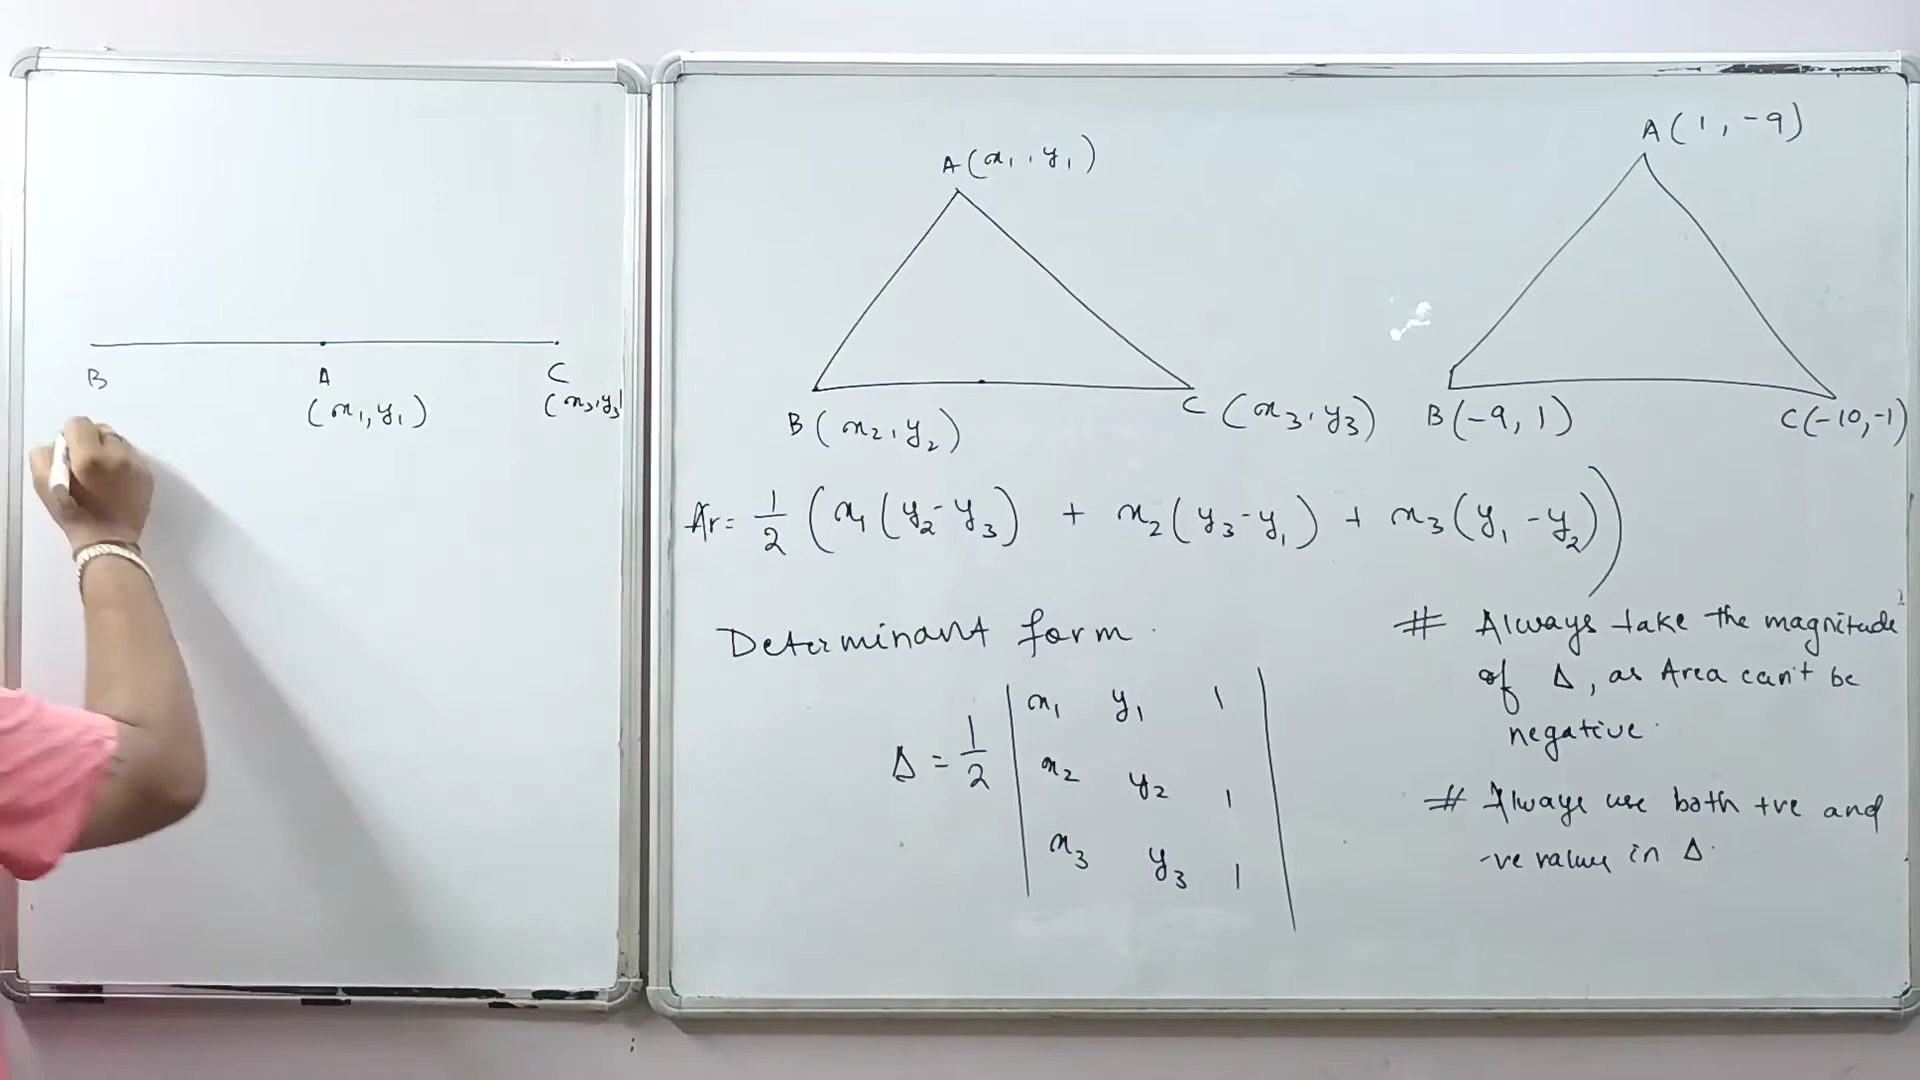 B
A
C
(x₁, y₁)
(x₃, y₃
A(x₁, y₁)
B(x₂, y₂)
C(x₃, y₃)
A(1, -9)
B(-9, 1)
C(-10, -1)
Ar = 1/2 (x₁(y₂-y₃) + x₂(y₃-y₁) + x₃(y₁-y₂))
Determinant form.
Δ = 1/2 | x₁ y₁ 1
x₂ y₂ 1
x₃ y₃ 1 |
# Always take the magnitude
of Δ, as Area can't be
negative.
# Always use both +ve and
-ve values in Δ.